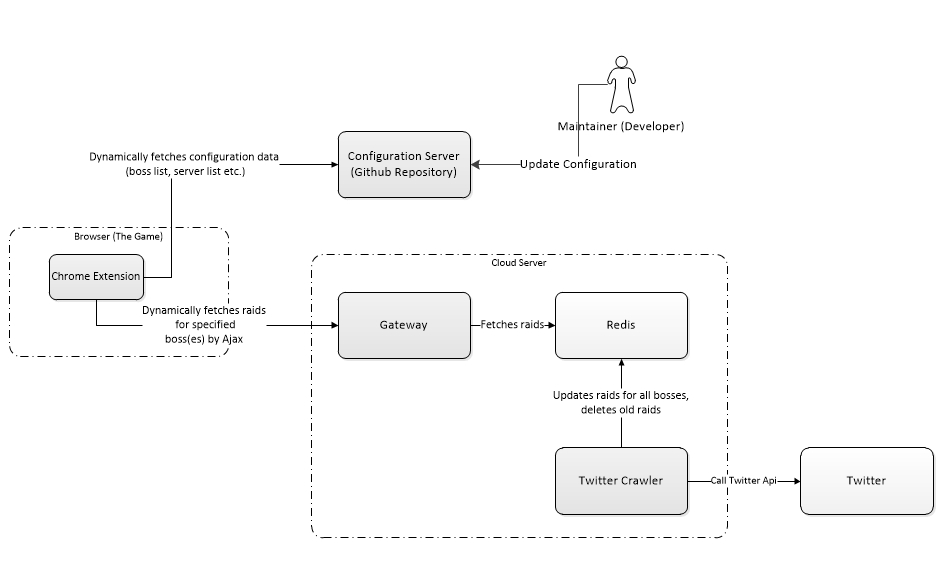 Maintainer (Developer)
Update Configuration
Configuration Server
(Github Repository)
Dynamically fetches configuration data
(boss list, server list etc.)
Browser (The Game)
Chrome Extension
Dynamically fetches raids
for specified
boss(es) by Ajax
Cloud Server
Gateway
Fetches raids
Redis
Updates raids for all bosses,
deletes old raids
Twitter Crawler
Call Twitter Api
Twitter